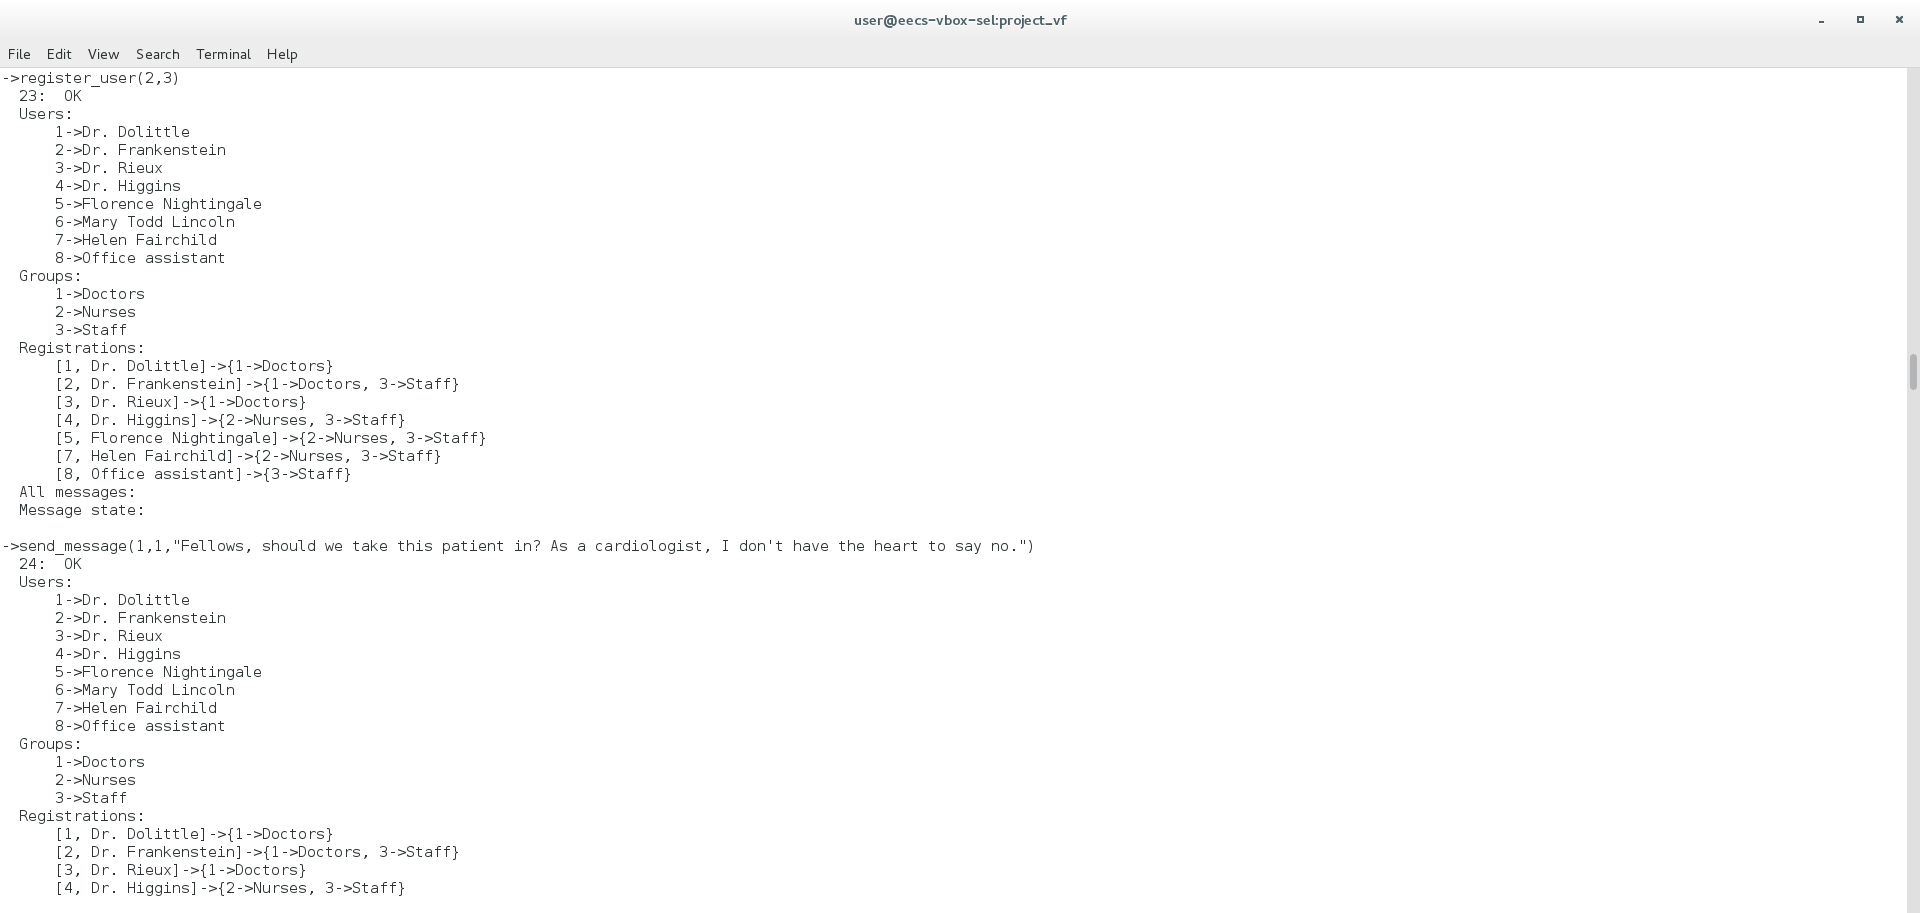 user@eecs-vbox-sel:project_vf
File Edit View Search Terminal Help
->register_user(2,3)
  23:  OK
  Users:
      1->Dr. Dolittle
      2->Dr. Frankenstein
      3->Dr. Rieux
      4->Dr. Higgins
      5->Florence Nightingale
      6->Mary Todd Lincoln
      7->Helen Fairchild
      8->Office assistant
  Groups:
      1->Doctors
      2->Nurses
      3->Staff
  Registrations:
      [1, Dr. Dolittle]->{1->Doctors}
      [2, Dr. Frankenstein]->{1->Doctors, 3->Staff}
      [3, Dr. Rieux]->{1->Doctors}
      [4, Dr. Higgins]->{2->Nurses, 3->Staff}
      [5, Florence Nightingale]->{2->Nurses, 3->Staff}
      [7, Helen Fairchild]->{2->Nurses, 3->Staff}
      [8, Office assistant]->{3->Staff}
  All messages:
  Message state:
->send_message(1,1,"Fellows, should we take this patient in? As a cardiologist, I don't have the heart to say no.")
  24:  OK
  Users:
      1->Dr. Dolittle
      2->Dr. Frankenstein
      3->Dr. Rieux
      4->Dr. Higgins
      5->Florence Nightingale
      6->Mary Todd Lincoln
      7->Helen Fairchild
      8->Office assistant
  Groups:
      1->Doctors
      2->Nurses
      3->Staff
  Registrations:
      [1, Dr. Dolittle]->{1->Doctors}
      [2, Dr. Frankenstein]->{1->Doctors, 3->Staff}
      [3, Dr. Rieux]->{1->Doctors}
      [4, Dr. Higgins]->{2->Nurses, 3->Staff}